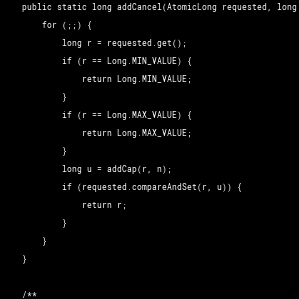 public static long addCancel(AtomicLong requested, long
for (;;) {
long r = requested.get();
if (r == Long.MIN_VALUE) {
return Long.MIN_VALUE;
}
if (r == Long.MAX_VALUE) {
return Long.MAX_VALUE;
}
long u = addCap(r, n);
if (requested.compareAndSet(r, u)) {
return r;
}
}
}
/**